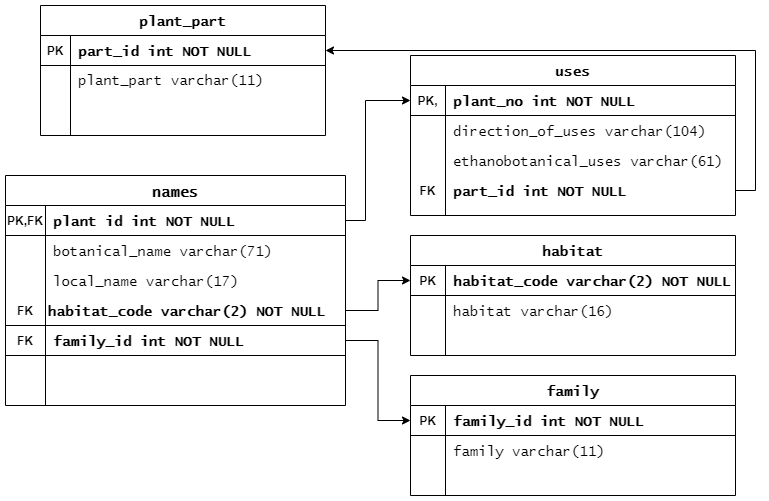 plant_part
PK part_id int NOT NULL
plant_part varchar(11)
uses
PK, plant_no int NOT NULL
direction_of_uses varchar(104)
ethanobotanical_uses varchar(61)
FK part_id int NOT NULL
names
PK,FK plant id int NOT NULL
botanical_name varchar(71)
local_name varchar(17)
FK habitat_code varchar(2) NOT NULL
FK family_id int NOT NULL
habitat
PK habitat_code varchar(2) NOT NULL
habitat varchar(16)
family
PK family_id int NOT NULL
family varchar(11)